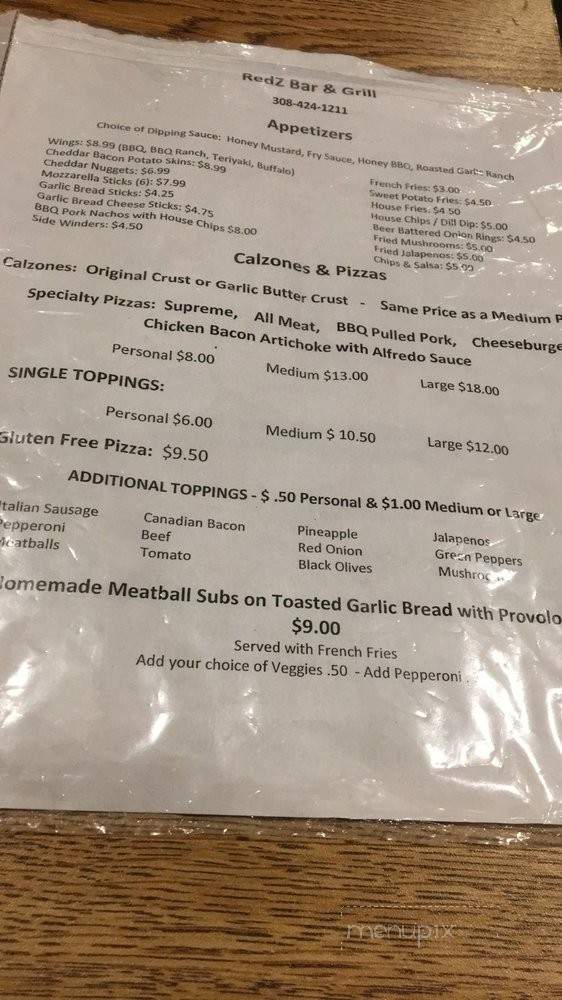 RedZ Bar & Grill
308-424-1211
Appetizers
Choice of Dipping Sauce: Honey Mustard, Fry Sauce, Honey BBQ, Roasted Garlic Ranch
Wings: $8.99 (BBQ, BBQ Ranch, Teriyaki, Buffalo)
Cheddar Bacon Potato Skins: $8.99
Cheddar Nuggets: $6.99
Mozzarella Sticks (6): $7.99
Garlic Bread Sticks: $4.25
Garlic Bread Cheese Sticks: $4.75
BBQ Pork Nachos with House Chips $8.00
Side Winders: $4.50
French Fries: $3.00
Sweet Potato Fries: $4.50
House Fries. $4 50
House Chips / Dill Dip: $5.00
Beer Battered Onion Rings: $4.50
Fried Mushrooms: $5.00
Fried Jalapenos: $5.00
Chips & Salsa: $5.00
Calzones & Pizzas
Calzones: Original Crust or Garlic Butter Crust - Same Price as a Medium P
Specialty Pizzas: Supreme, All Meat, BBQ Pulled Pork, Cheeseburge
Chicken Bacon Artichoke with Alfredo Sauce
Personal $8.00 Medium $13.00 Large $18.00
SINGLE TOPPINGS:
Personal $6.00 Medium $ 10.50 Large $12.00
Gluten Free Pizza: $9.50
ADDITIONAL TOPPINGS - $ .50 Personal & $1.00 Medium or Large
Italian Sausage Canadian Bacon Pineapple Jalapenos
Pepperoni Beef Red Onion Green Peppers
Meatballs Tomato Black Olives
Homemade Meatball Subs on Toasted Garlic Bread with Provolo
$9.00
Served with French Fries
Add your choice of Veggies .50 - Add Pepperoni .
menupix